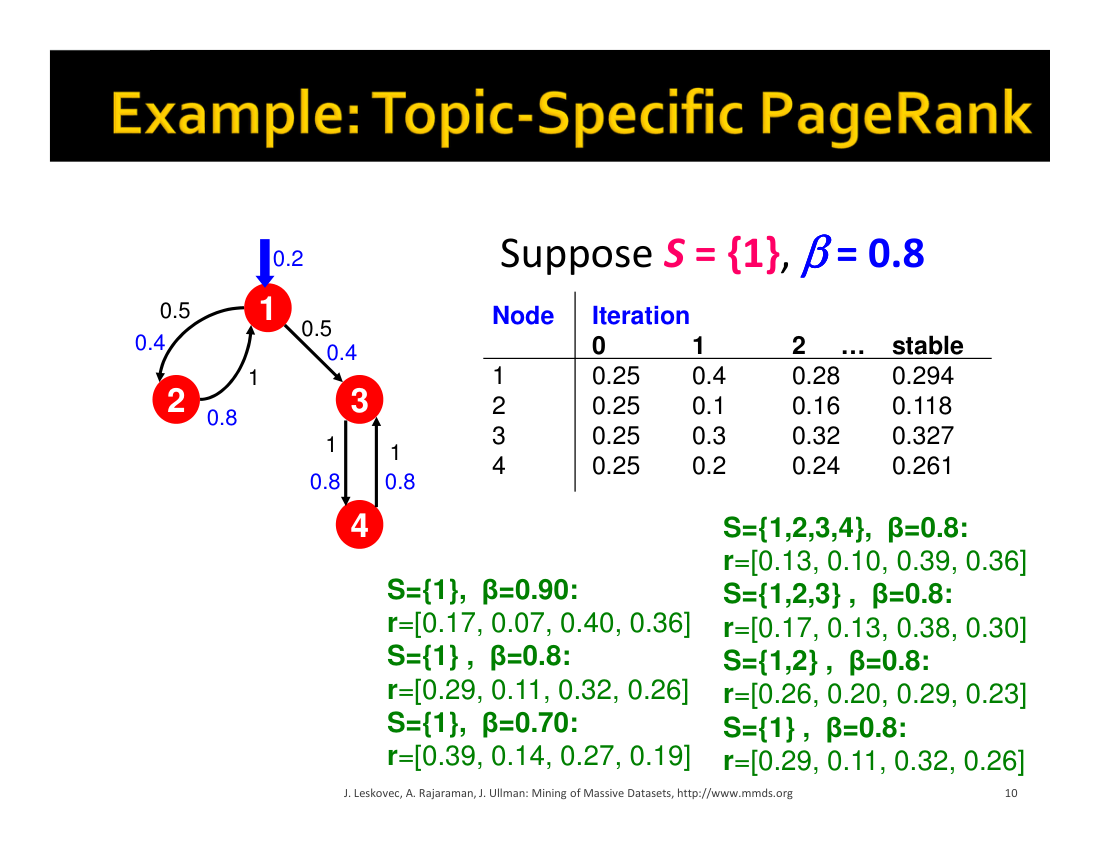 Example: Topic-Specific PageRank
Suppose S = {1}, β = 0.8
0.2
1
0.5
0.4
0.5
0.4
1
0.8
2
3
1
0.8
1
0.8
4
Node Iteration
0 1 2 … stable
1 0.25 0.4 0.28 0.294
2 0.25 0.1 0.16 0.118
3 0.25 0.3 0.32 0.327
4 0.25 0.2 0.24 0.261
S={1}, β=0.90:
r=[0.17, 0.07, 0.40, 0.36]
S={1} , β=0.8:
r=[0.29, 0.11, 0.32, 0.26]
S={1}, β=0.70:
r=[0.39, 0.14, 0.27, 0.19]
S={1,2,3,4}, β=0.8:
r=[0.13, 0.10, 0.39, 0.36]
S={1,2,3} , β=0.8:
r=[0.17, 0.13, 0.38, 0.30]
S={1,2} , β=0.8:
r=[0.26, 0.20, 0.29, 0.23]
S={1} , β=0.8:
r=[0.29, 0.11, 0.32, 0.26]
J. Leskovec, A. Rajaraman, J. Ullman: Mining of Massive Datasets, http://www.mmds.org 10